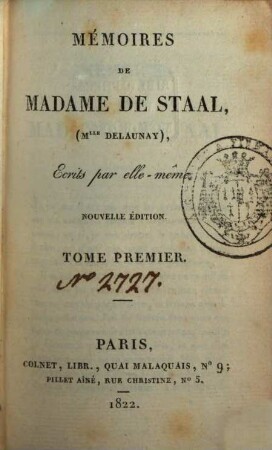 MÉMOIRES
DE
MADAME DE STAAL,
(MLLE DELAUNAY),
Écrits par elle-même.
NOUVELLE ÉDITION.
TOME PREMIER.
No 2727.
PARIS,
COLNET, LIBR., QUAI MALAQUAIS, No 9;
PILLET AÎNÉ, RUE CHRISTINE, No 5.
1822.